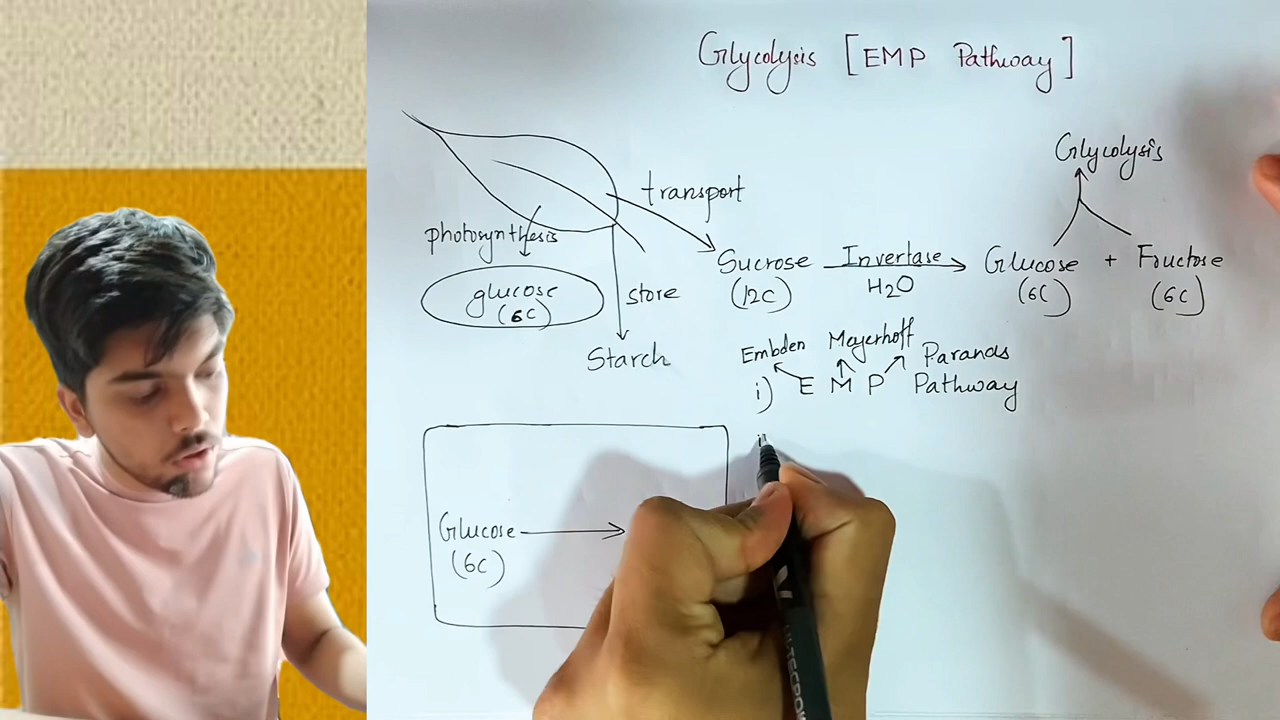 Glycolysis [EMP Pathway]
Glycolysis
transport
photosynthesis
Sucrose Invertase Glucose + Fructose
(12C) H2O (6C) (6C)
glucose
(6C)
store
Starch
Embden Meyerhoff Paranas
i) E M P Pathway
Glucose
(6C)